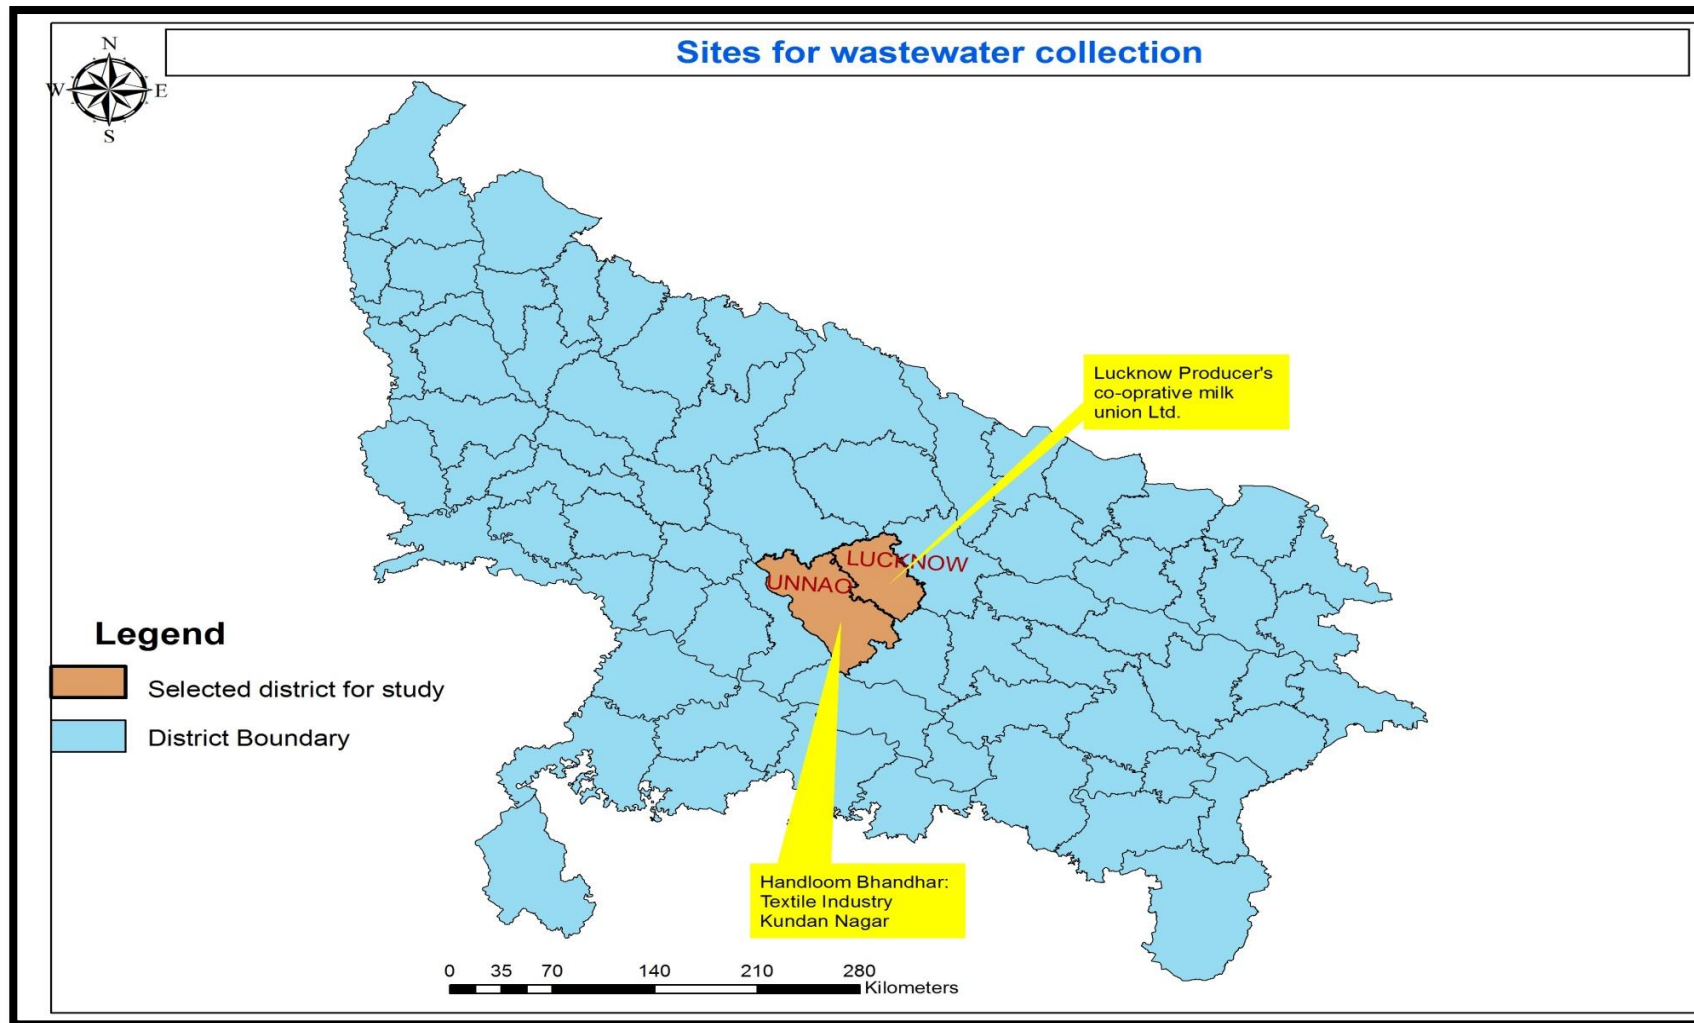 Sites for wastewater collection
N
W
E
S
Lucknow Producer's
co-oprative milk
union Ltd.
LUCKNOW
UNNAO
Legend
Selected district for study
District Boundary
Handloom Bhandhar:
Textile Industry
Kundan Nagar
0 35 70 140 210 280
Kilometers